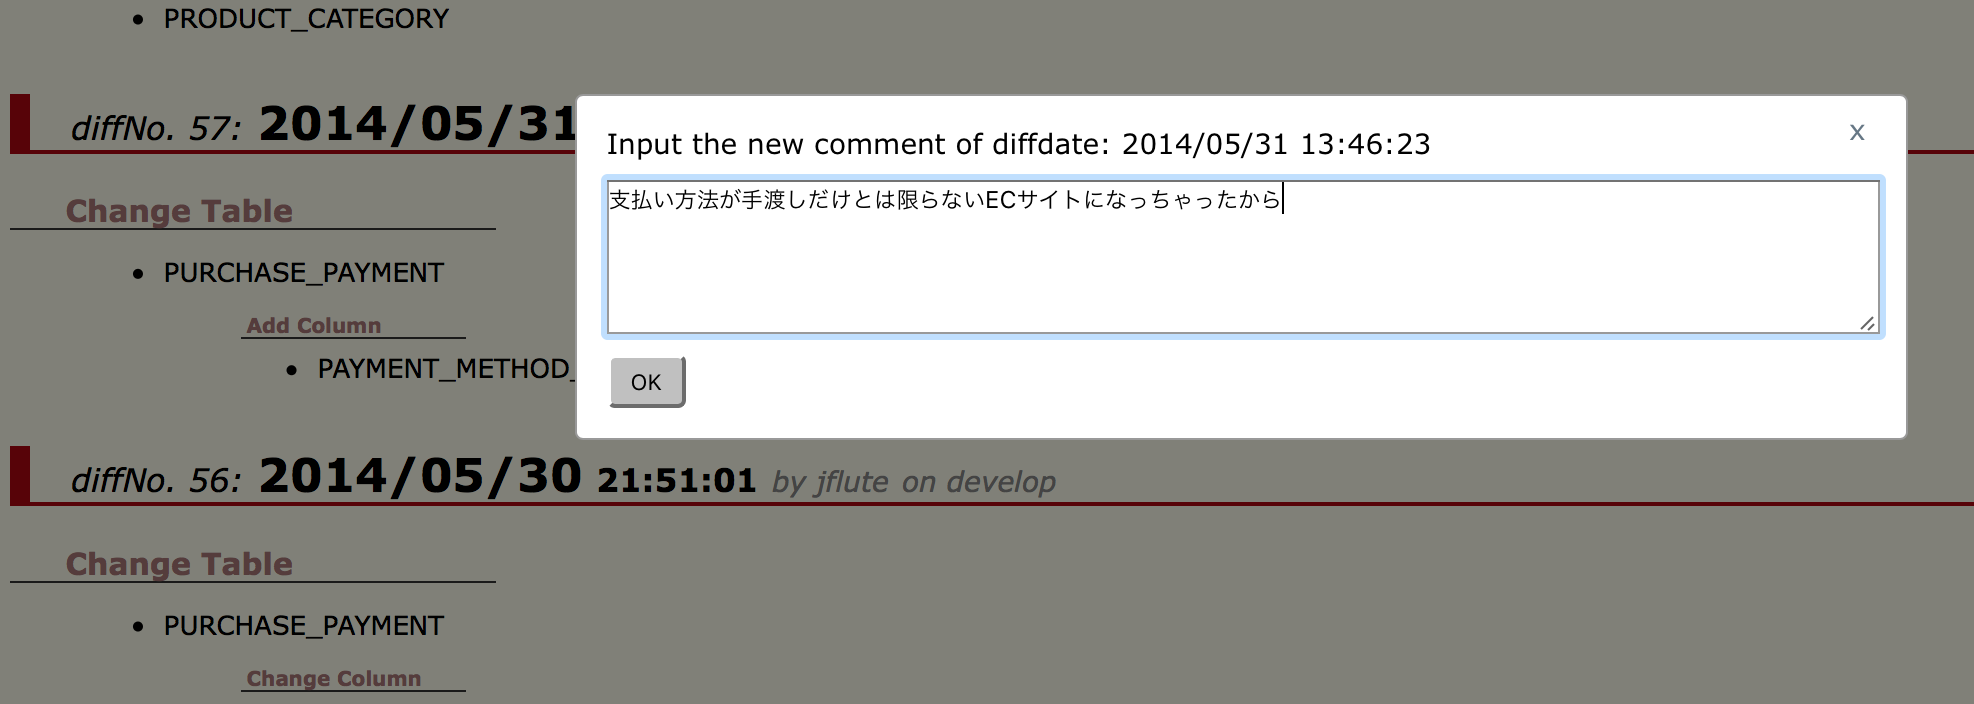 PRODUCT_CATEGORY
diffNo. 57: 2014/05/31
Change Table
PURCHASE_PAYMENT
Add Column
PAYMENT_METHOD_
Input the new comment of diffdate: 2014/05/31 13:46:23
x
支払い方法が手渡しだけとは限らないECサイトになっちゃったから
OK
diffNo. 56: 2014/05/30 21:51:01 by jflute on develop
Change Table
PURCHASE_PAYMENT
Change Column